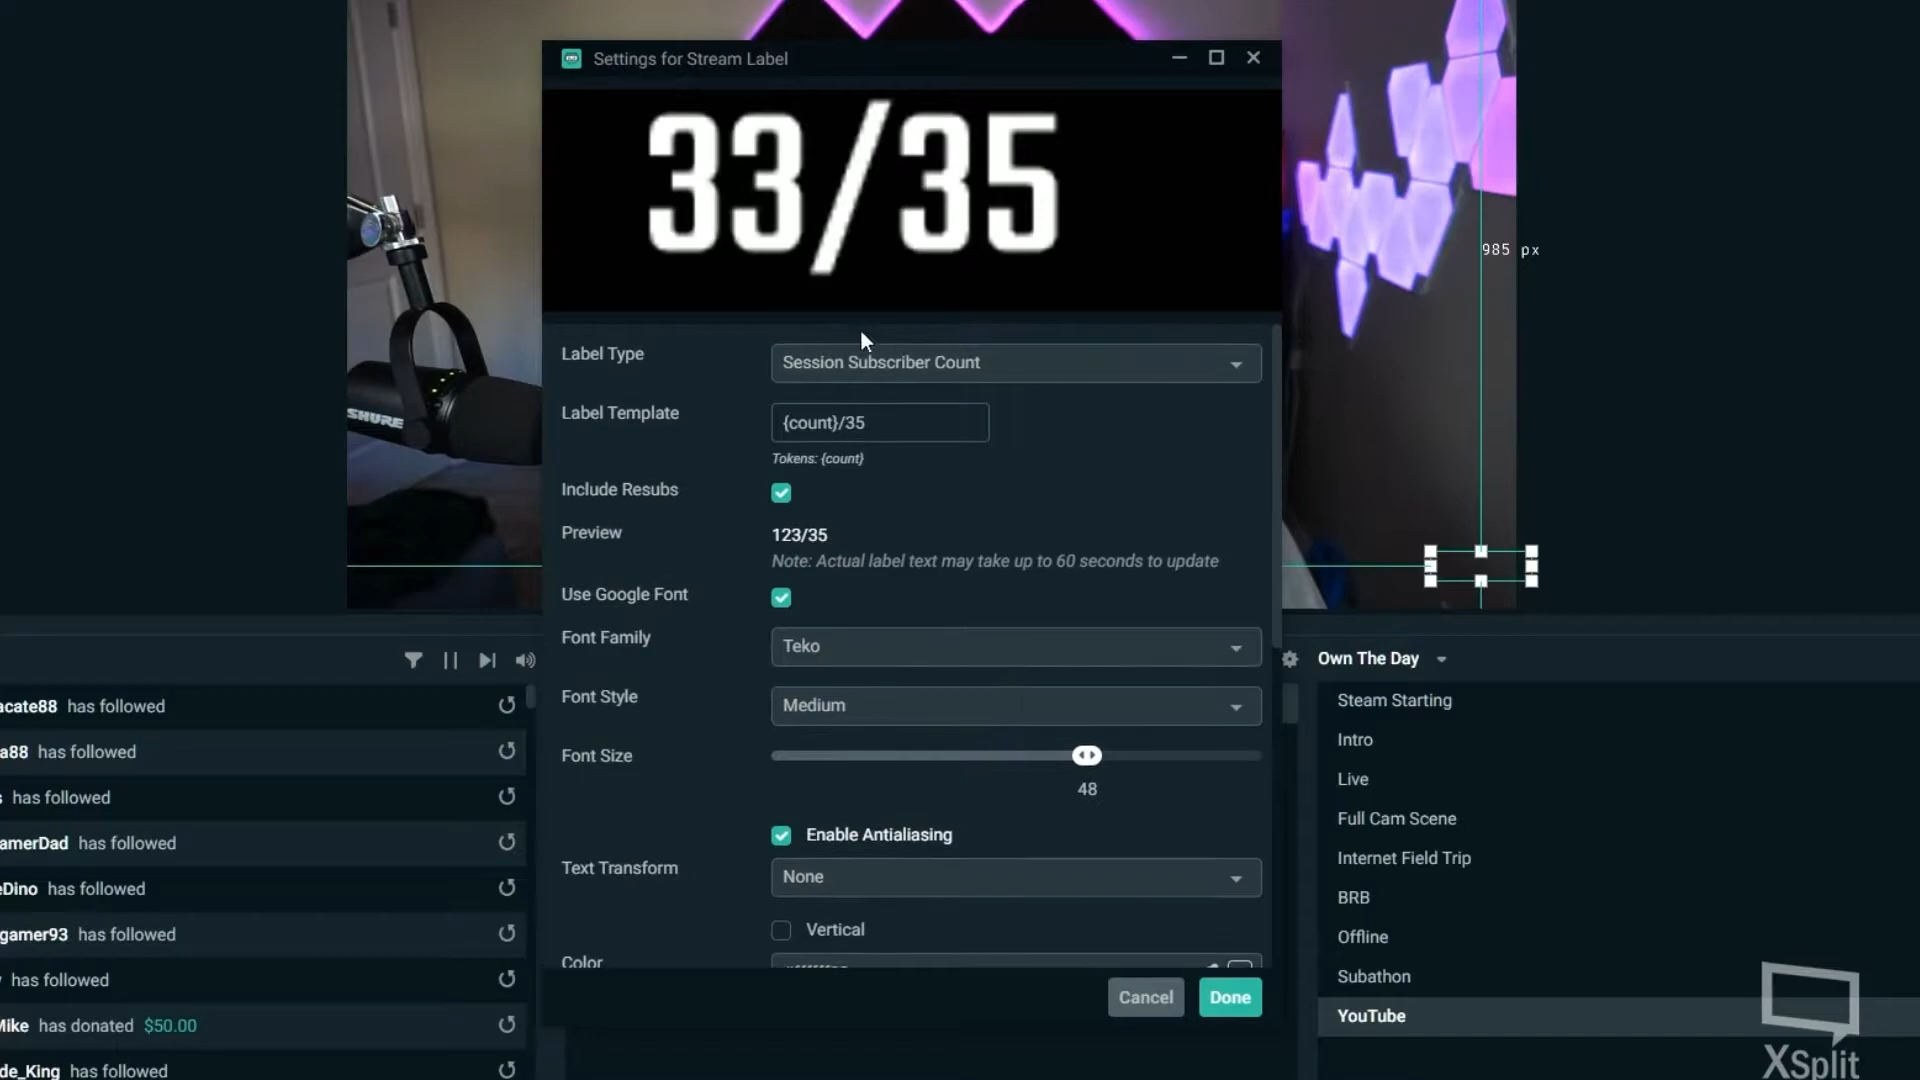 Settings for Stream Label
33/35
985 px
SHURE
Label Type
Session Subscriber Count
Label Template
{count}/35
Tokens: {count}
Include Resubs
Preview
123/35
Note: Actual label text may take up to 60 seconds to update
Use Google Font
Font Family
Teko
Font Style
Medium
Font Size
48
Enable Antialiasing
Text Transform
None
Vertical
Color
Cancel
Done
acate88 has followed
a88 has followed
s has followed
amerDad has followed
eDino has followed
gamer93 has followed
has followed
Mike has donated $50.00
de_King has followed
Own The Day
Steam Starting
Intro
Live
Full Cam Scene
Internet Field Trip
BRB
Offline
Subathon
YouTube
XSplit